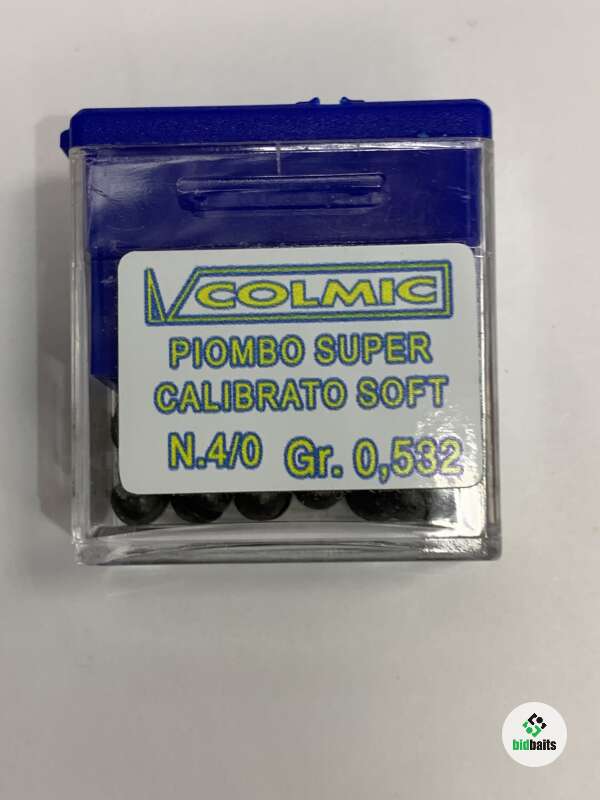 COLMIC
PIOMBO SUPER
CALIBRATO SOFT
N.4/0 Gr. 0,532
bidbaits